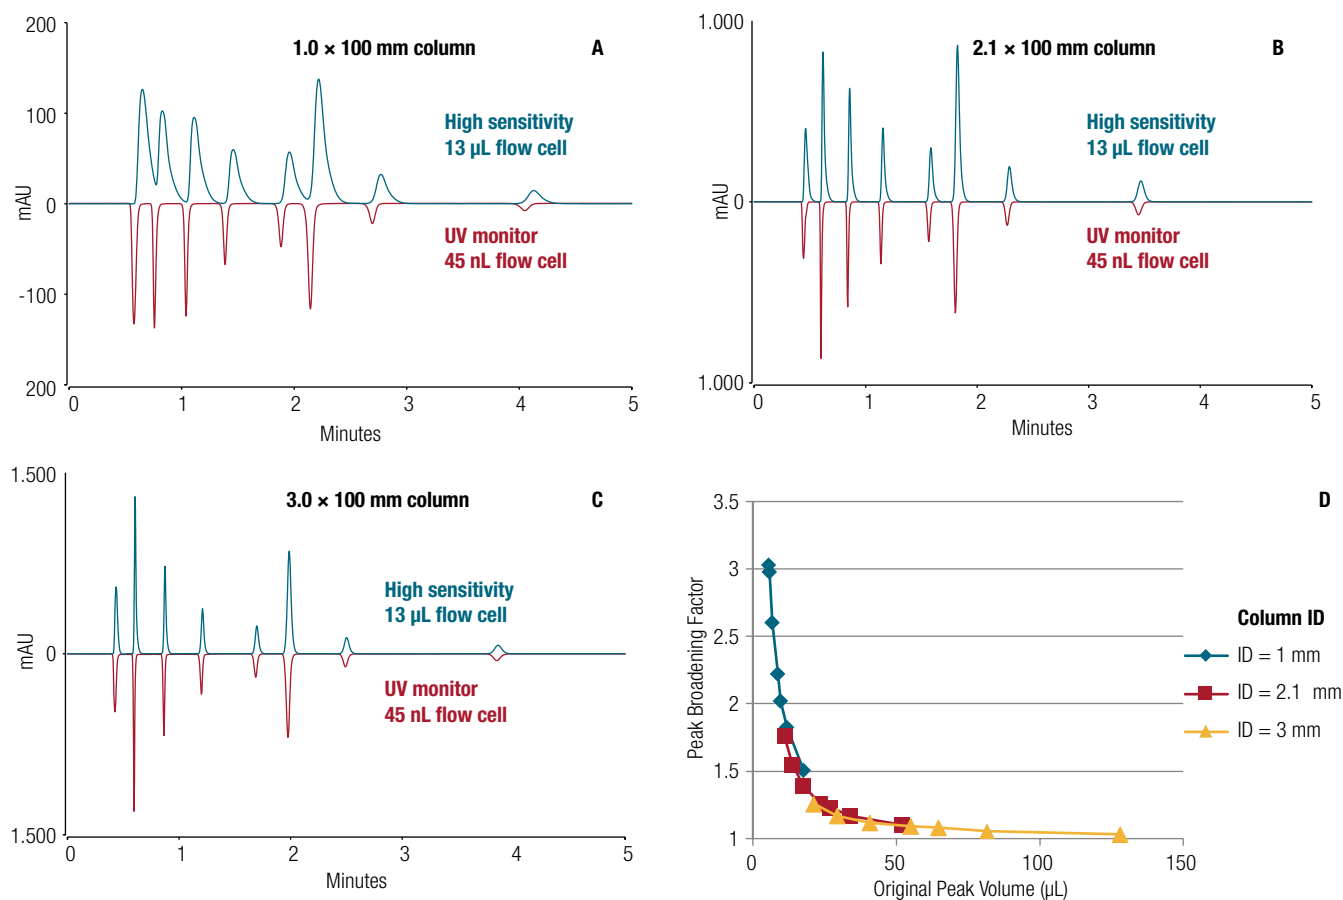 200
100
0
-100
200
mAU
1.0 × 100 mm column
A
High sensitivity
13 µL flow cell
UV monitor
45 nL flow cell
0 1 2 3 4 5
Minutes
1.000
0
1.000
mAU
2.1 × 100 mm column
B
High sensitivity
13 µL flow cell
UV monitor
45 nL flow cell
0 1 2 3 4 5
Minutes
1.500
0
1.500
mAU
3.0 × 100 mm column
C
High sensitivity
13 µL flow cell
UV monitor
45 nL flow cell
0 1 2 3 4 5
Minutes
3.5
3
2.5
2
1.5
1
Peak Broadening Factor
D
Column ID
ID = 1 mm
ID = 2.1 mm
ID = 3 mm
0 50 100 150
Original Peak Volume (µL)